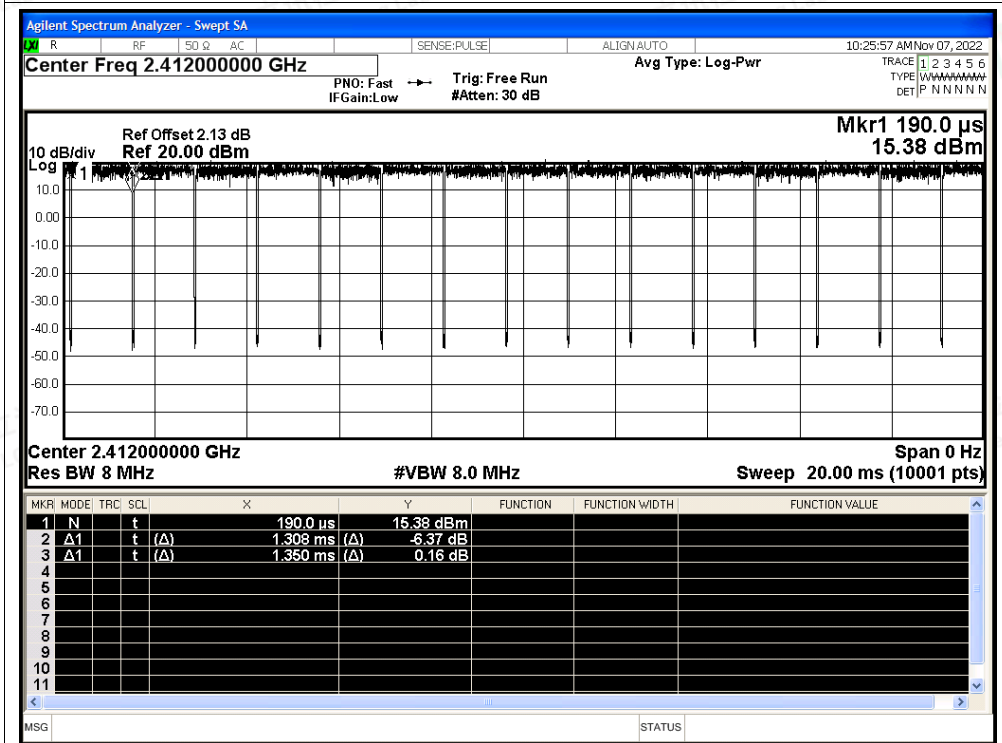 Agilent Spectrum Analyzer - Swept SA
LXI R RF 50 Ω AC SENSE:PULSE ALIGN AUTO 10:25:57 AM Nov 07, 2022
Center Freq 2.412000000 GHz Avg Type: Log-Pwr TRACE 1 2 3 4 5 6
PNO: Fast Trig: Free Run TYPE W
IFGain:Low #Atten: 30 dB DET P N N N N N
Mkr1 190.0 µs
Ref Offset 2.13 dB
10 dB/div Ref 20.00 dBm 15.38 dBm
Log
1
10.0
0.00
-10.0
-20.0
-30.0
-40.0
-50.0
-60.0
-70.0
Center 2.412000000 GHz Span 0 Hz
Res BW 8 MHz #VBW 8.0 MHz Sweep 20.00 ms (10001 pts)
MKR MODE TRC SCL X Y FUNCTION FUNCTION WIDTH FUNCTION VALUE
1 N t 190.0 µs 15.38 dBm
2 Δ1 t (Δ) 1.308 ms (Δ) -6.37 dB
3 Δ1 t (Δ) 1.350 ms (Δ) 0.16 dB
4
5
6
7
8
9
10
11
MSG STATUS